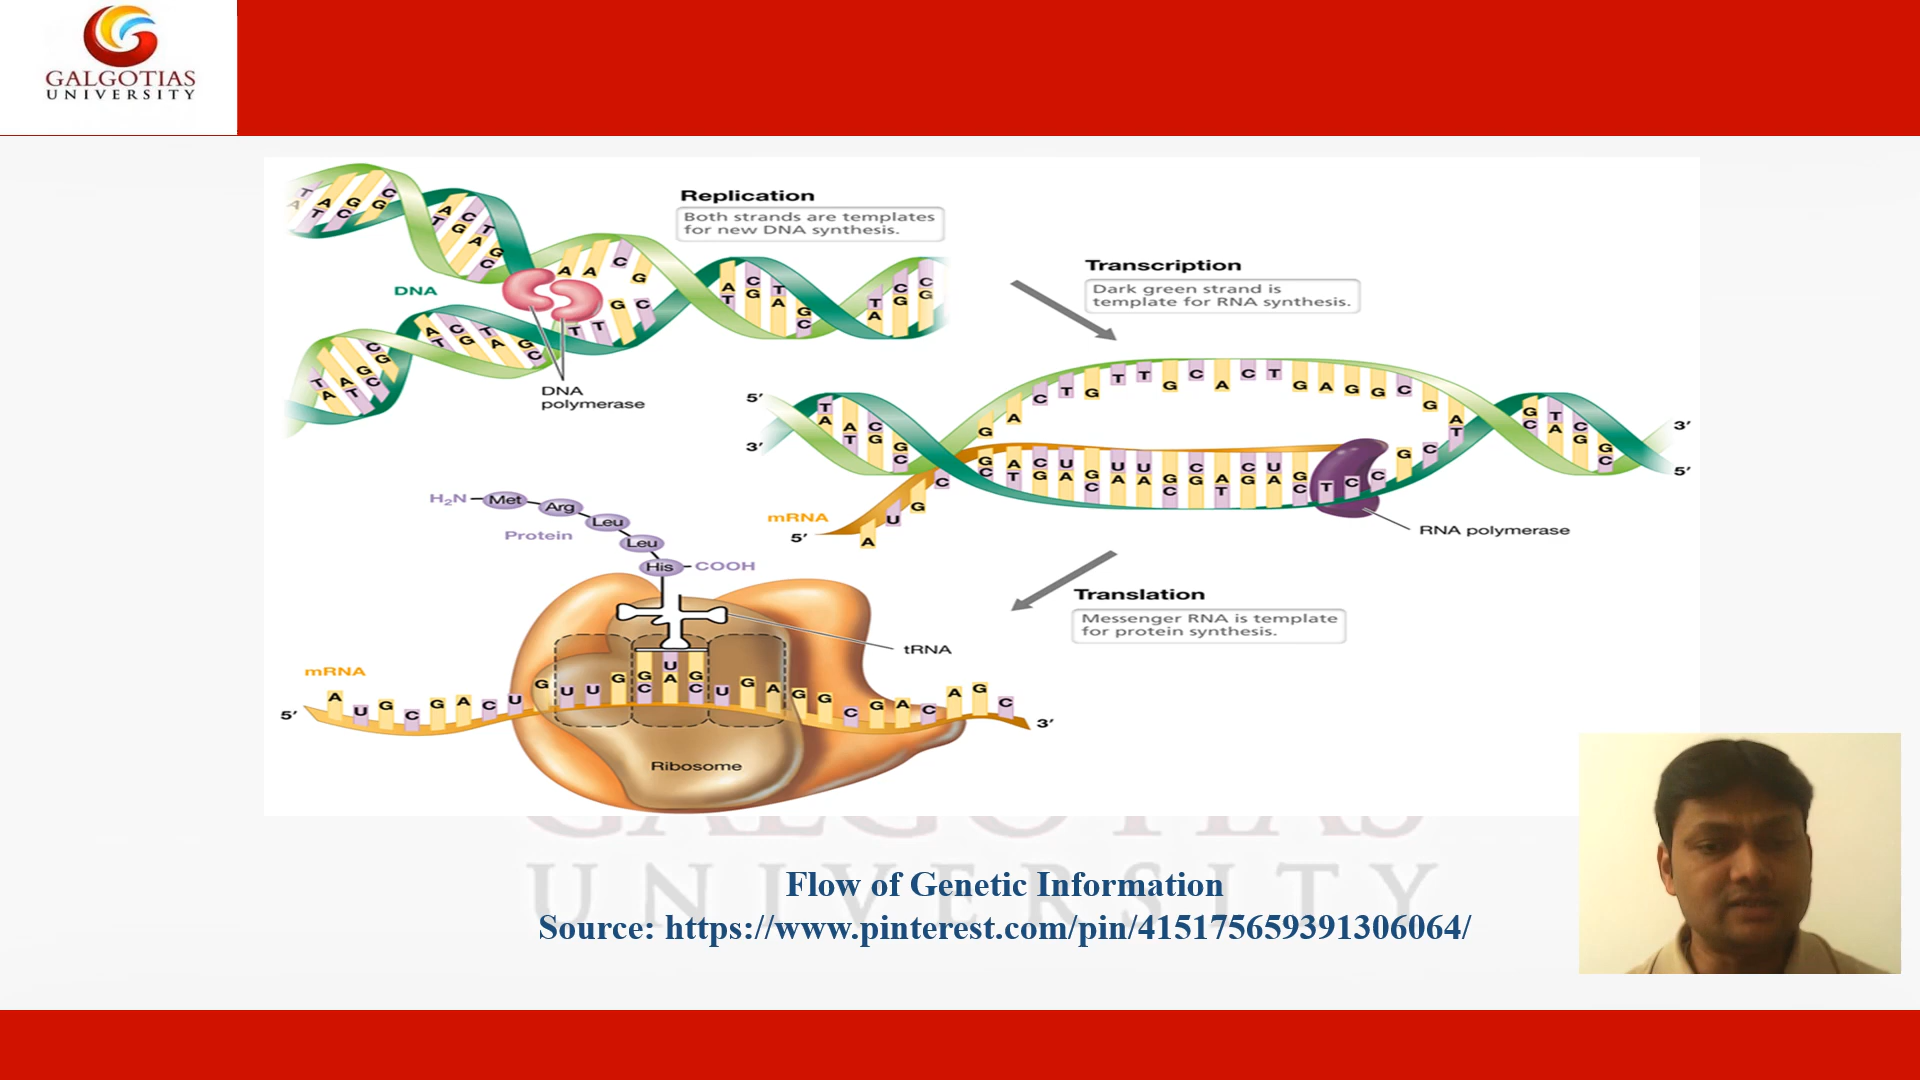 GALGOTIAS
UNIVERSITY
Replication
Both strands are templates
for new DNA synthesis.
DNA
DNA
polymerase
Transcription
Dark green strand is
template for RNA synthesis.
5′
3′
3′
5′
mRNA
5′
A U G C
G A C U G U U G C A C U G
RNA polymerase
H₂N Met Arg Leu Leu His COOH
Protein
Translation
Messenger RNA is template
for protein synthesis.
tRNA
mRNA
5′
A U G C G A C U G U U G C A C U G A G G C G A C A G C
3′
G U G
Ribosome
GALGOTIAS
UNIVERSITY
Flow of Genetic Information
Source: https://www.pinterest.com/pin/415175659391306064/